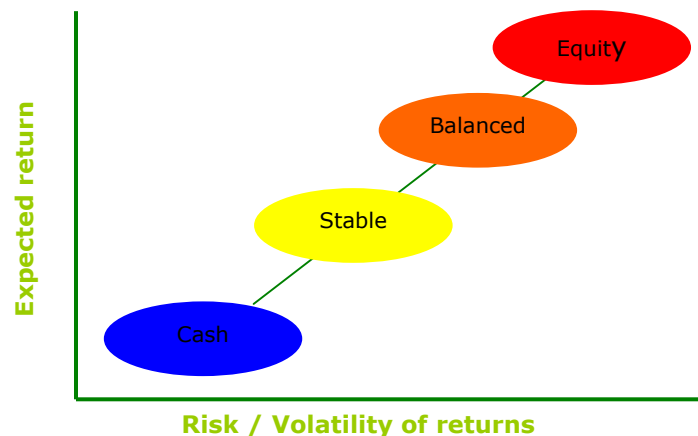 Equity
Balanced
Stable
Cash
Expected return
Risk / Volatility of returns